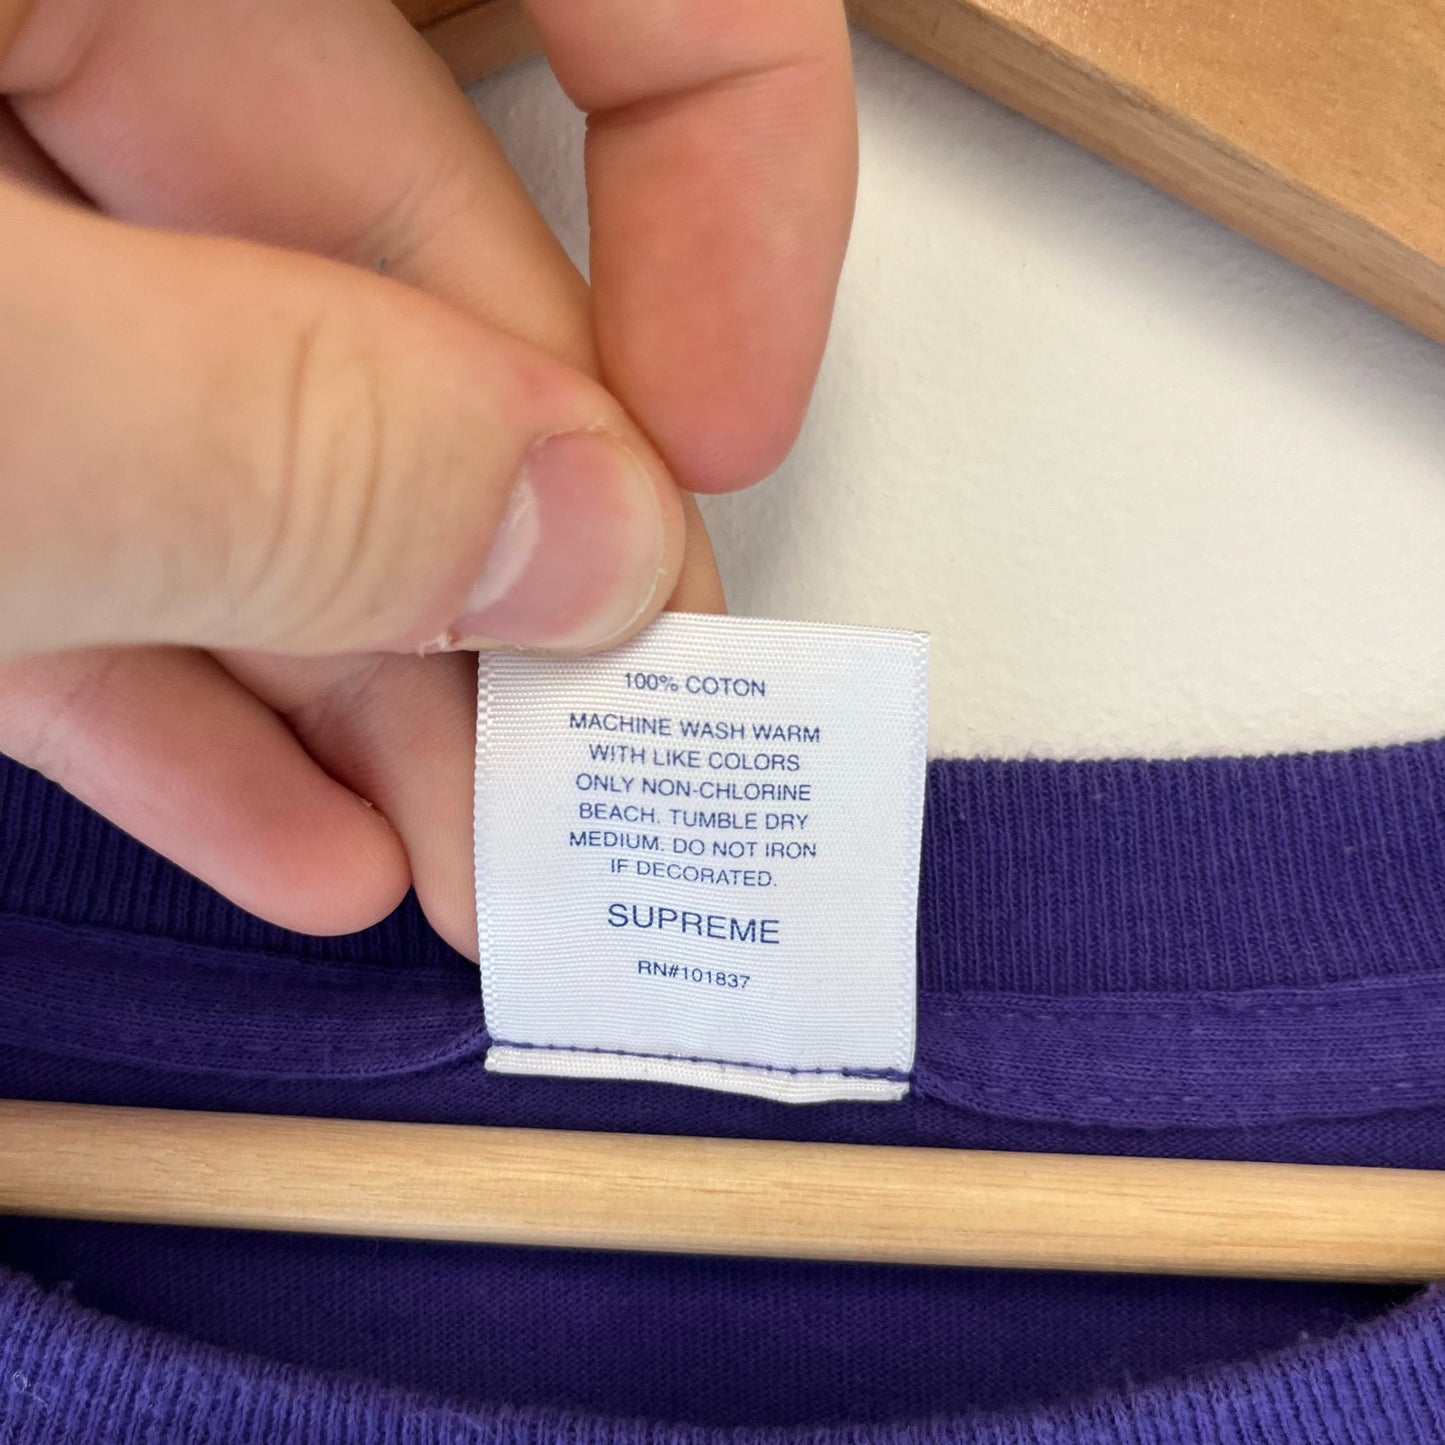 100% COTON
MACHINE WASH WARM
WITH LIKE COLORS
ONLY NON-CHLORINE
BEACH. TUMBLE DRY
MEDIUM. DO NOT IRON
IF DECORATED.
SUPREME
RN#101837